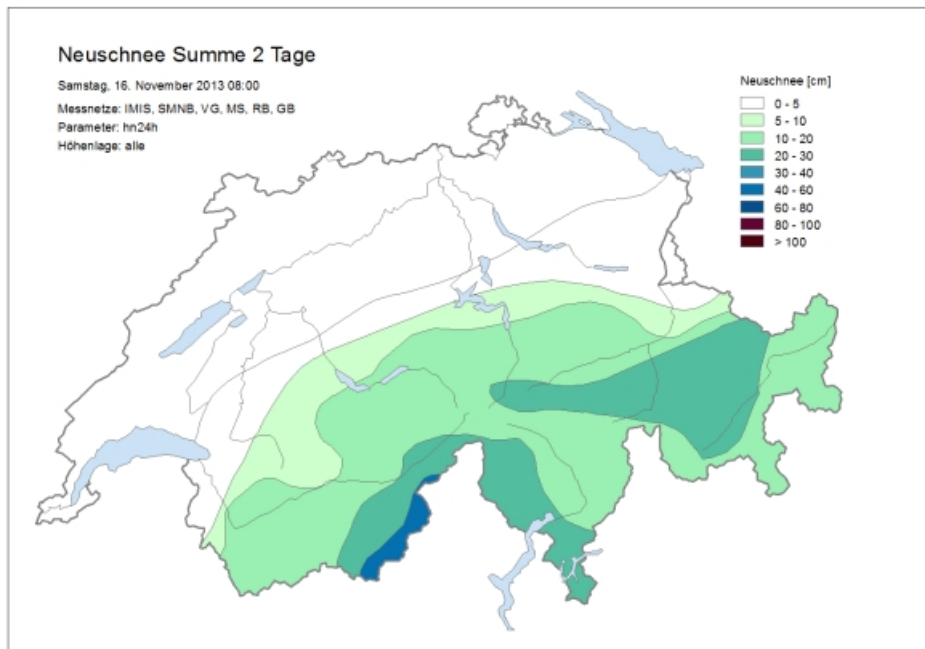 Neuschnee Summe 2 Tage
Samstag, 16. November 2013 08:00
Messnetze: IMIS, SMNB, VG, MS, RB, GB
Parameter: hn24h
Höhenlage: alle
Neuschnee [cm]
0 - 5
5 - 10
10 - 20
20 - 30
30 - 40
40 - 60
60 - 80
80 - 100
> 100